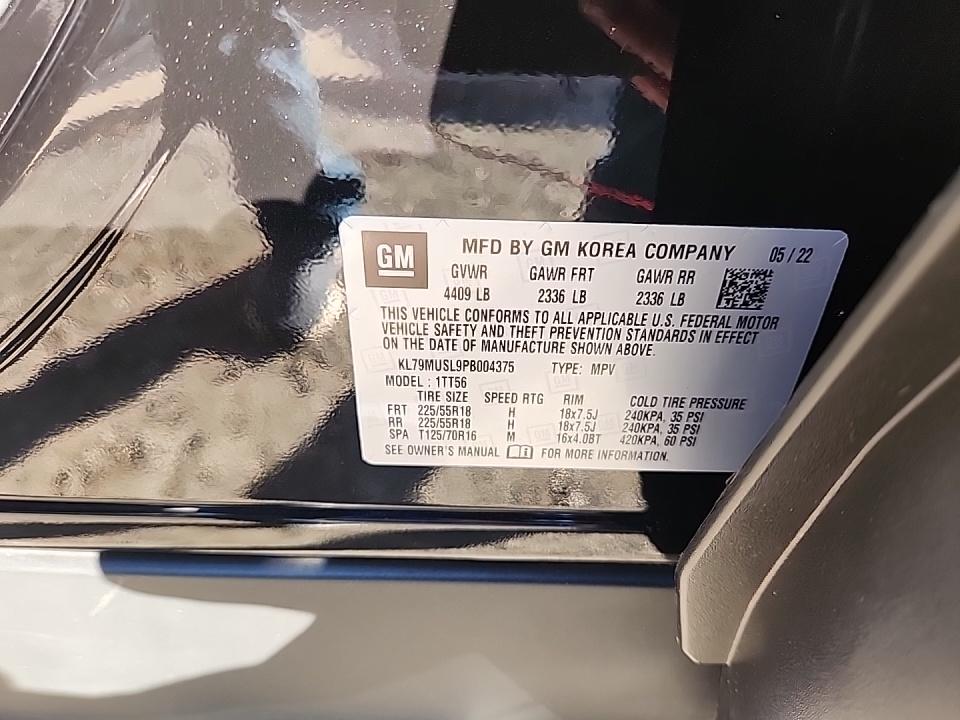 GM MFD BY GM KOREA COMPANY 05 / 22
GVWR GAWR FRT GAWR RR
4409 LB 2336 LB 2336 LB
THIS VEHICLE CONFORMS TO ALL APPLICABLE U.S. FEDERAL MOTOR
VEHICLE SAFETY AND THEFT PREVENTION STANDARDS IN EFFECT
ON THE DATE OF MANUFACTURE SHOWN ABOVE.
KL79MUSL9PB004375 TYPE: MPV
MODEL : 1TT56
TIRE SIZE SPEED RTG RIM COLD TIRE PRESSURE
FRT 225/55R18 H 18x7.5J 240KPA, 35 PSI
RR 225/55R18 H 18x7.5J 240KPA, 35 PSI
SPA T125/70R16 M 16x4.0BT 420KPA, 60 PSI
SEE OWNER'S MANUAL FOR MORE INFORMATION.